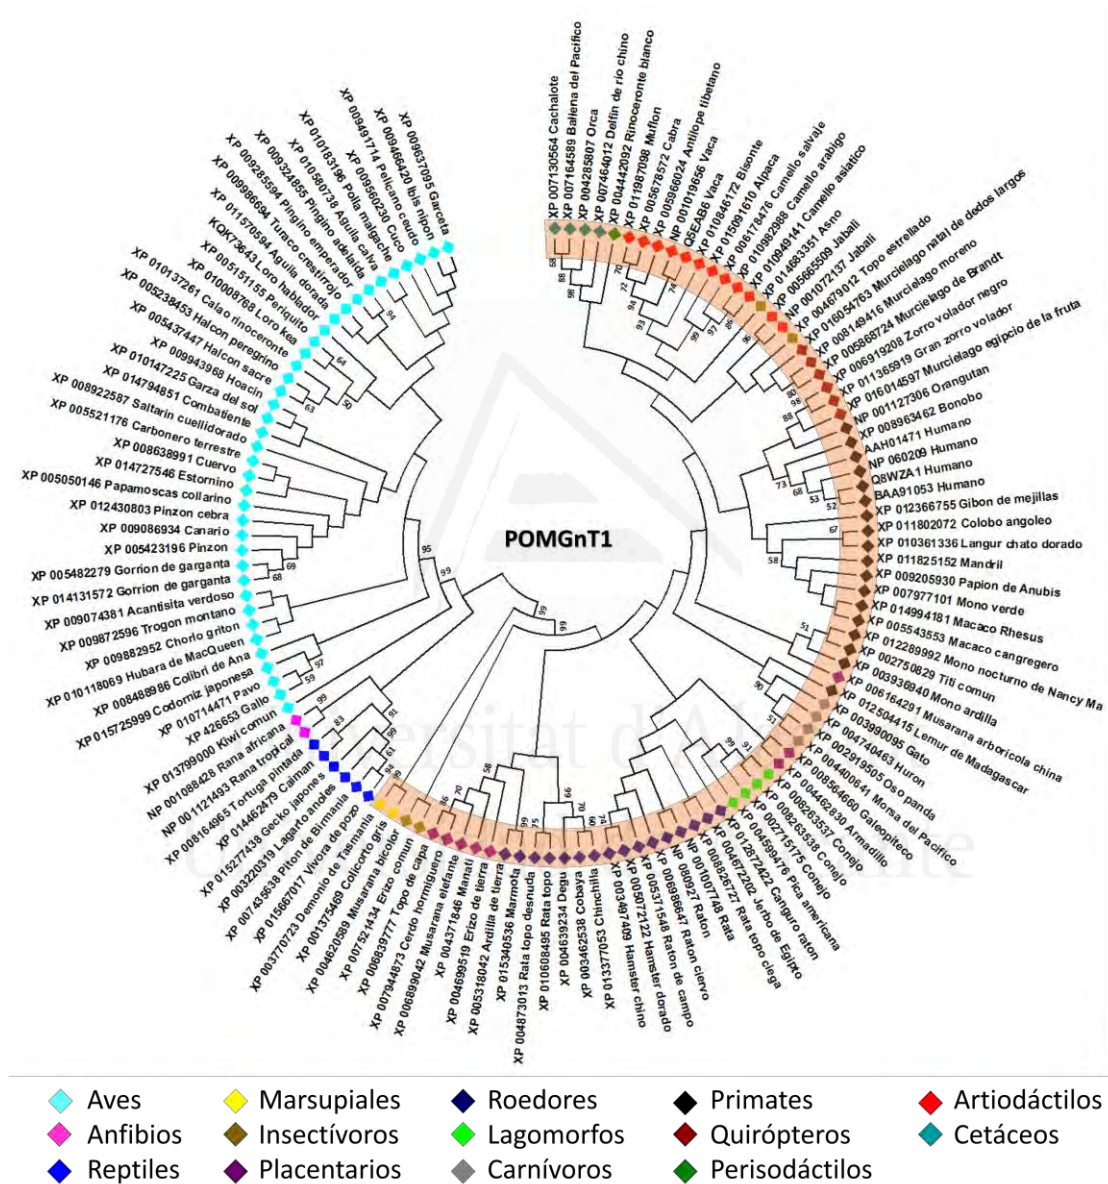 XP 007130564 Cachalote
XP 007164589 Ballena del Pacifico
XP 004285807 Orca
XP 007464012 Delfin de rio chino
XP 004442092 Rinoceronte blanco
XP 011987098 Muflon
XP 005678572 Cabra
XP 005966024 Antilope tibetano
NP 001019656 Vaca
Q5EAB6 Vaca
XP 010846172 Bisonte
XP 015091610 Alpaca
XP 006178476 Camello salvaje
XP 010982988 Camello arabigo
XP 010949141 Camello asiatico
XP 014683351 Asno
XP 005665509 Jabali
NP 001072137 Jabali
XP 004679012 Topo estrellado
XP 016054763 Murcielago natal de dedos largos
XP 008149416 Murcielago moreno
XP 005868724 Murcielago de Brandt
XP 006919208 Zorro volador negro
XP 011365919 Gran zorro volador
XP 016014597 Murcielago egipcio de la fruta
NP 001127306 Orangutan
XP 008963462 Bonobo
AAH01471 Humano
NP 060209 Humano
Q8WZA1 Humano
BAA91053 Humano
XP 012366755 Gibon de mejillas
XP 011802072 Colobo angoleo
XP 010361336 Langur chato dorado
XP 011825152 Mandril
XP 009205930 Papion de Anubis
XP 007977101 Mono verde
XP 014994181 Macaco Rhesus
XP 005543553 Macaco cangregero
XP 012289992 Mono nocturno de Nancy Ma
XP 002750829 Titi comun
XP 003936940 Mono ardilla
XP 006164291 Musarana arboricola china
XP 012504415 Lemur de Madagascar
XP 003990095 Gato
XP 004740463 Huron
XP 002919505 Oso panda
XP 004400641 Morsa del Pacifico
XP 008564660 Galeopiteco
XP 004462830 Armadillo
XP 008263537 Conejo
XP 008263538 Conejo
XP 002715175 Conejo
XP 004599476 Pica americana
XP 012872422 Canguro raton
XP 004672202 Jerbo de Egipto
XP 008826727 Rata topo ciega
NP 001007748 Rata
NP 080927 Raton
XP 006986647 Raton ciervo
XP 005371548 Raton de campo
XP 005072122 Hamster dorado
XP 003497409 Hamster chino
XP 013377053 Chinchilla
XP 003462538 Cobaya
XP 004639234 Degu
XP 010608495 Rata topo
XP 004873013 Rata topo desnuda
XP 015340536 Marmota
XP 005318042 Ardilla de tierra
XP 004699519 Erizo de tierra
XP 004371846 Manati
XP 006899042 Musarana elefante
XP 007944873 Cerdo hormiguero
XP 006839777 Topo de capa
XP 007521434 Erizo comun
XP 004620589 Musarana bicolor
XP 001375469 Colicorto gris
XP 003770723 Demonio de Tasmania
XP 015667017 Vivora de pozo
XP 007435638 Piton de Birmania
XP 003220319 Lagarto anoles
XP 015277438 Gecko japones
XP 014462479 Caiman
XP 008164965 Tortuga pintada
NP 001121493 Rana tropical
NP 001088428 Rana africana
XP 013799000 Kiwi comun
XP 426653 Gallo
XP 010714471 Pavo
XP 015725999 Codorniz japonesa
XP 008488986 Colibri de Ana
XP 010118069 Hubara de MacQueen
XP 009882952 Chorlo griton
XP 009872596 Trogon montano
XP 009074381 Acantisita verdoso
XP 014131572 Gorrion de garganta
XP 005482279 Gorrion de garganta
XP 005423196 Pinzon
XP 009086934 Canario
XP 012430803 Pinzon cebra
XP 005050146 Papamoscas collarino
XP 014727546 Estornino
XP 008638991 Cuervo
XP 005521176 Carbonero terrestre
XP 008922587 Saltarin cuellidorado
XP 014794851 Combatiente
XP 010147225 Garza del sol
XP 009943968 Hoacin
XP 005437447 Halcon sacre
XP 005238453 Halcon peregrino
XP 010137261 Calao rinoceronte
XP 010008768 Loro kea
XP 005151155 Periquito
KQK73643 Loro hablador
XP 011570594 Aguila dorada
XP 009986694 Turaco crestirrojo
XP 009285594 Pingino emperador
XP 009324855 Pingino adelaida
XP 010580738 Aguila calva
XP 010183196 Polla malgache
XP 009560230 Cuco
XP 009491714 Pelicano ceudo
XP 009466420 Ibis nipon
XP 009637095 Garceta
POMGnT1
Aves
Marsupiales
Roedores
Primates
Artiodáctilos
Anfibios
Insectívoros
Lagomorfos
Quirópteros
Cetáceos
Reptiles
Placentarios
Carnívoros
Perisodáctilos